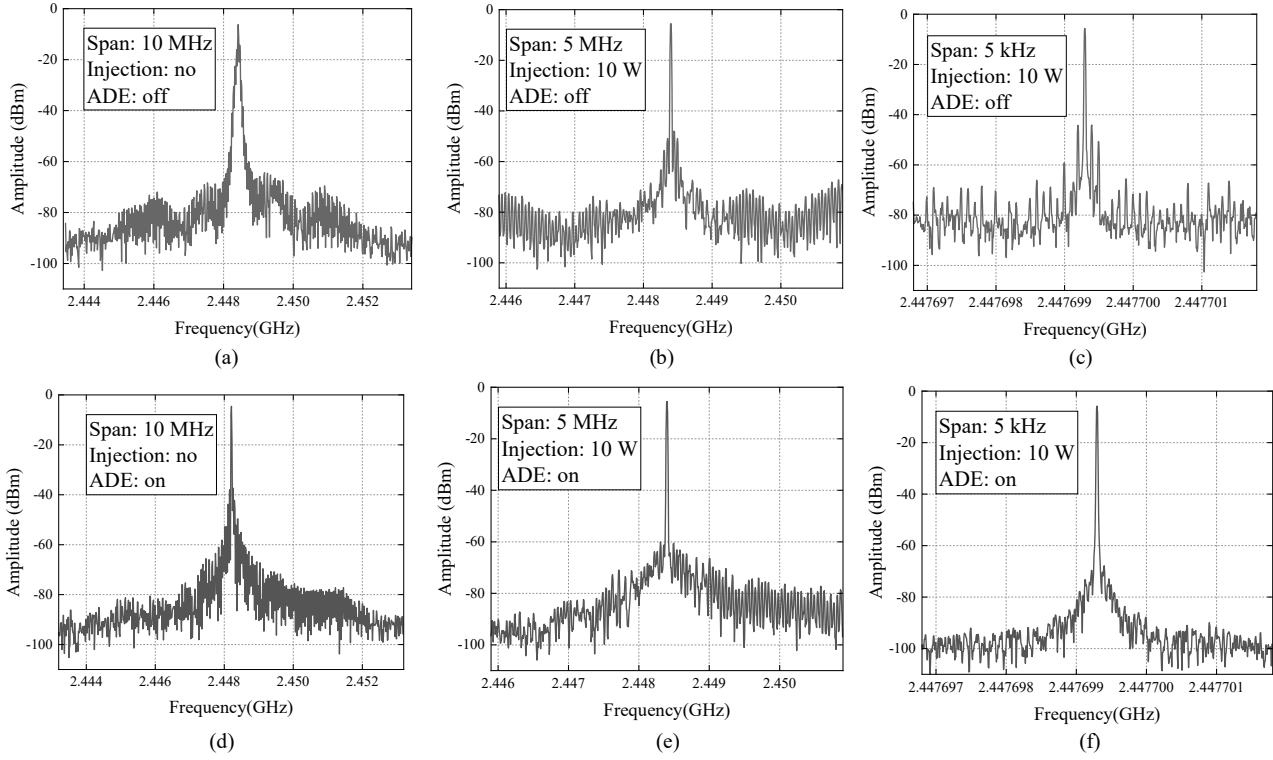 0
-20
-40
-60
-80
-100
Amplitude (dBm)
Span: 10 MHz
Injection: no
ADE: off
2.444
2.446
2.448
2.450
2.452
Frequency(GHz)
(a)
0
-20
-40
-60
-80
-100
Amplitude (dBm)
Span: 5 MHz
Injection: 10 W
ADE: off
2.446
2.447
2.448
2.449
2.450
Frequency(GHz)
(b)
0
-20
-40
-60
-80
-100
Amplitude (dBm)
Span: 5 kHz
Injection: 10 W
ADE: off
2.447697
2.447698
2.447699
2.447700
2.447701
Frequency(GHz)
(c)
0
-20
-40
-60
-80
-100
Amplitude (dBm)
Span: 10 MHz
Injection: no
ADE: on
2.444
2.446
2.448
2.450
2.452
Frequency(GHz)
(d)
0
-20
-40
-60
-80
-100
Amplitude (dBm)
Span: 5 MHz
Injection: 10 W
ADE: on
2.446
2.447
2.448
2.449
2.450
Frequency(GHz)
(e)
0
-20
-40
-60
-80
-100
Amplitude (dBm)
Span: 5 kHz
Injection: 10 W
ADE: on
2.447697
2.447698
2.447699
2.447700
2.447701
Frequency(GHz)
(f)